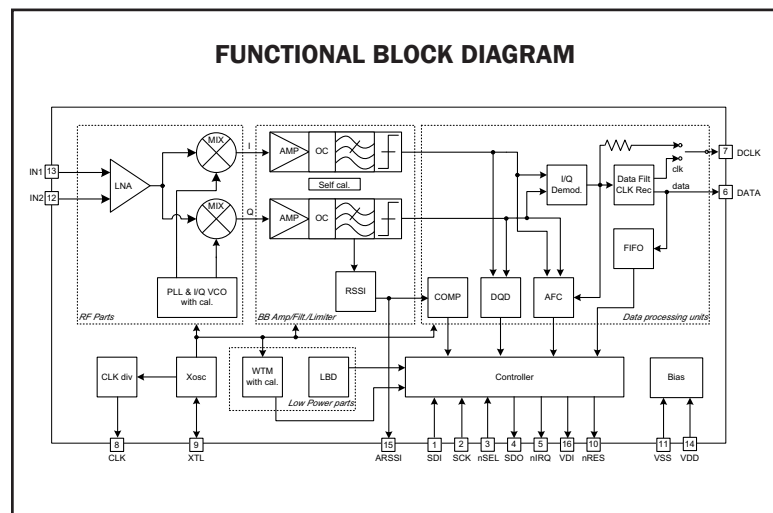 FUNCTIONAL BLOCK DIAGRAM
MIX
I
AMP
OC
7
DCLK
IN1
13
LNA
Self cal.
I/Q
Demod.
Data Filt
CLK Rec
clk
data
IN2
12
MIX
Q
AMP
OC
6
DATA
FIFO
PLL & I/Q VCO
with cal.
RSSI
COMP
DQD
AFC
RF Parts
BB Amp/Filt./Limiter
Data processing units
CLK div
Xosc
WTM
with cal.
LBD
Controller
Bias
Low Power parts
8
9
15
1
2
3
4
5
16
10
11
14
CLK
XTL
ARSSI
SDI
SCK
nSEL
SDO
nIRQ
VDI
nRES
VSS
VDD